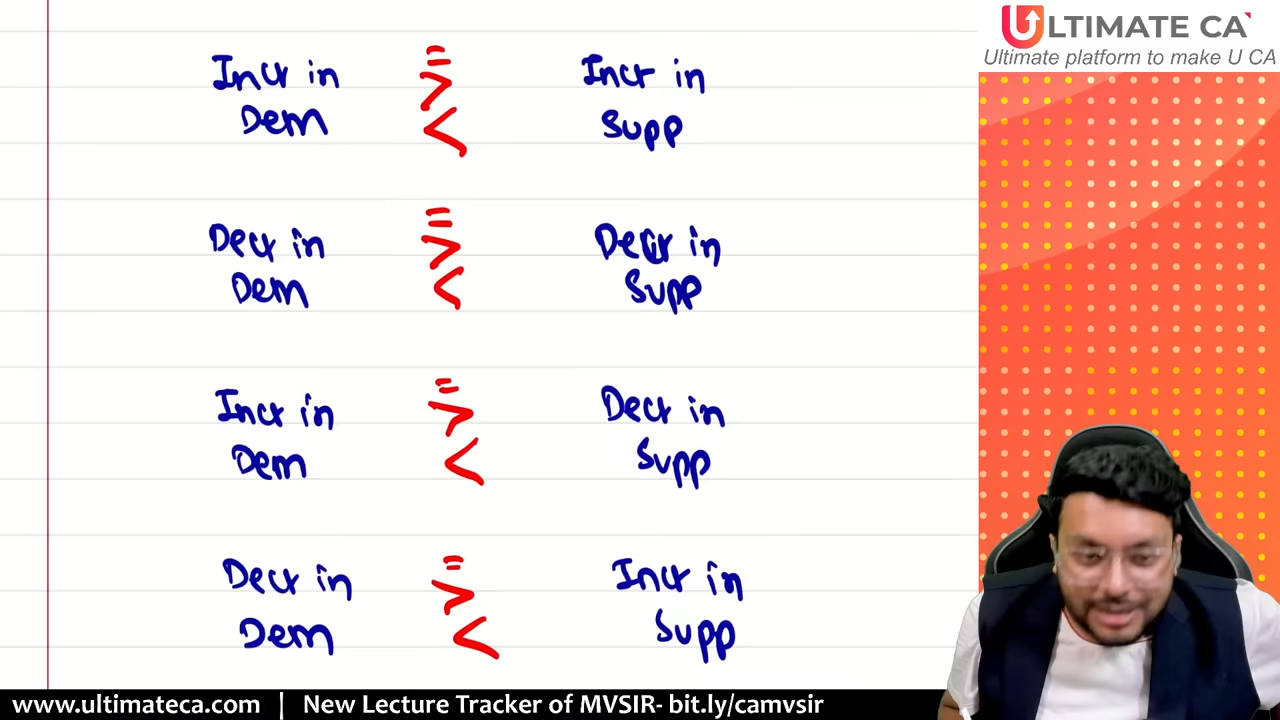 ULTIMATE CA
Ultimate platform to make U CA
Incr in = Incr in
Dem > < Supp
Decr in = Decr in
Dem > < Supp
Incr in = Decr in
Dem > < Supp
Decr in = Incr in
Dem > < Supp
www.ultimateca.com | New Lecture Tracker of MVSIR- bit.ly/camvsir